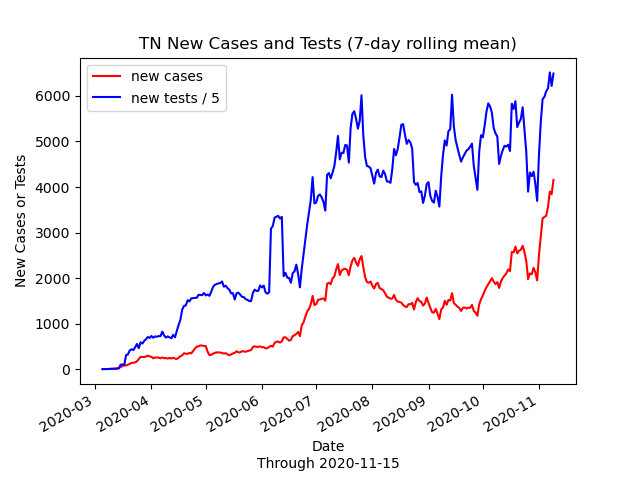 TN New Cases and Tests (7-day rolling mean)
new cases
new tests / 5
New Cases or Tests
6000
5000
4000
3000
2000
1000
0
2020-03
2020-04
2020-05
2020-06
2020-07
2020-08
2020-09
2020-10
2020-11
Date
Through 2020-11-15